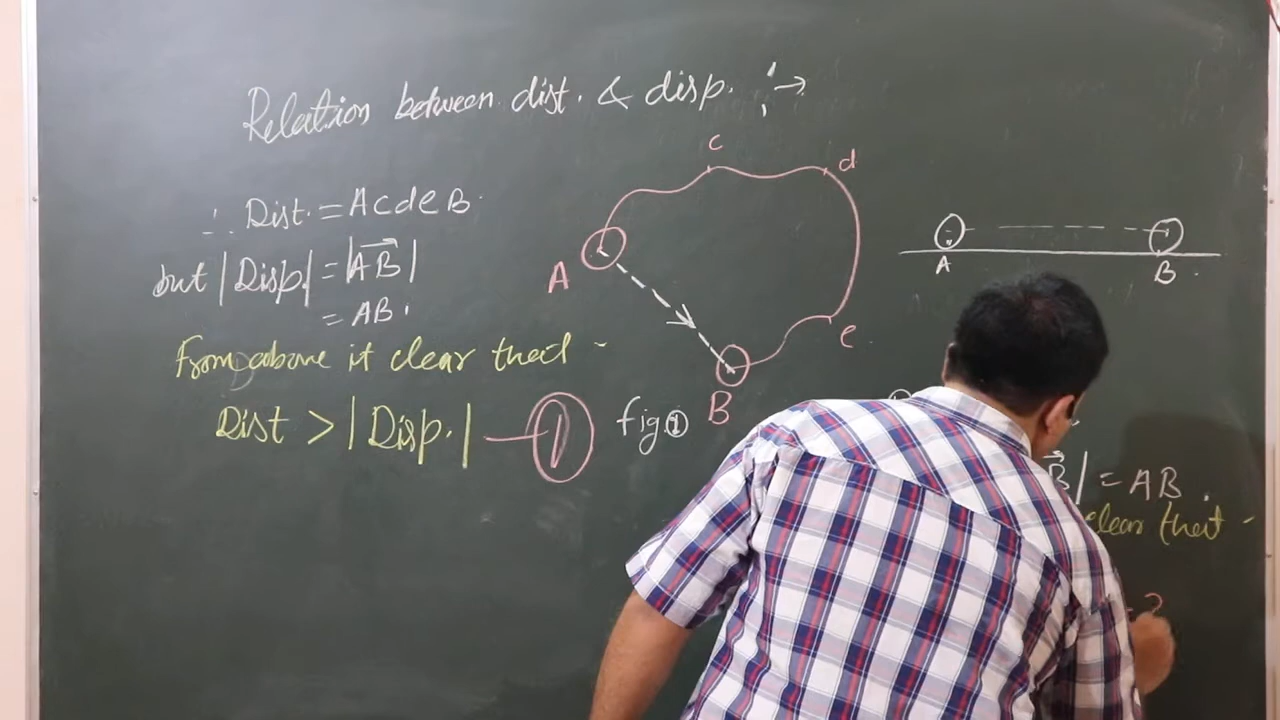 Relation between dist. & disp. :→
∴ Dist. = AcdeB.
but |Disp.| = |AB|
= AB.
From above it clear that -
Dist > |Disp.| — ①
c
d
A
e
B
fig.①
A
B
B| = AB.
clear that -
2